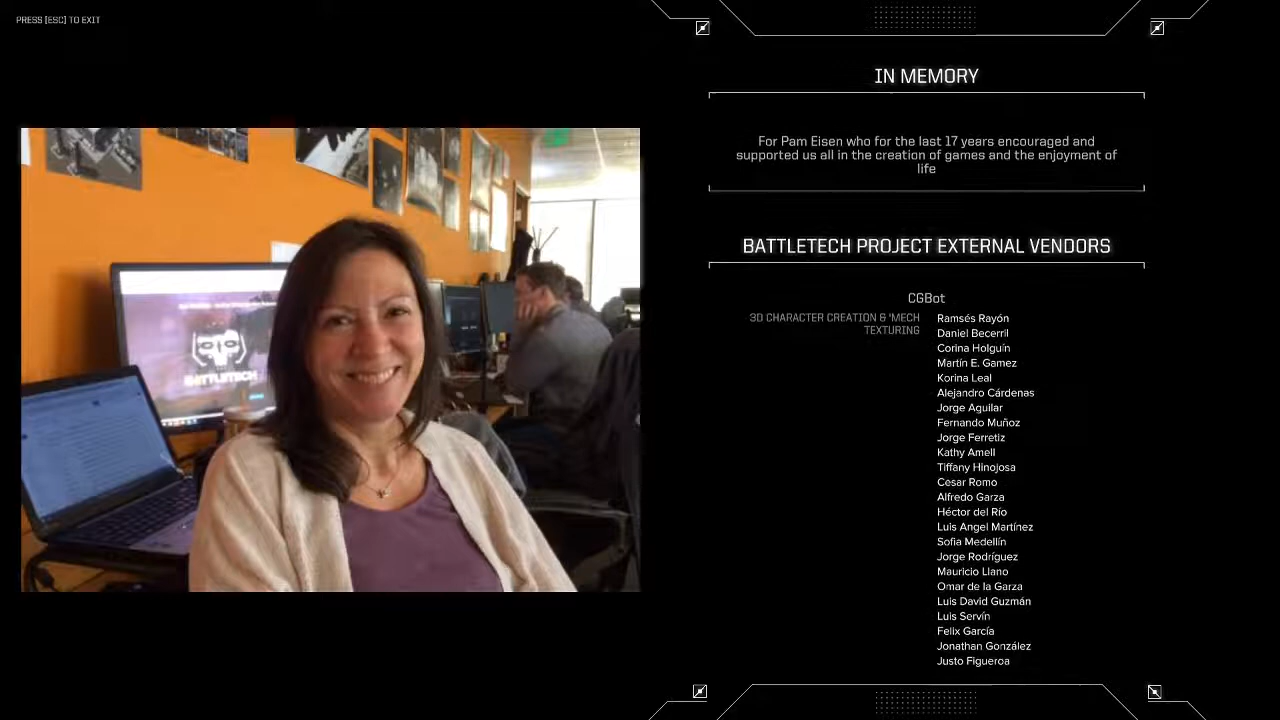 PRESS [ESC] TO EXIT
IN MEMORY
For Pam Eisen who for the last 17 years encouraged and
supported us all in the creation of games and the enjoyment of
life
BATTLETECH PROJECT EXTERNAL VENDORS
CGBot
3D CHARACTER CREATION & 'MECH
TEXTURING
Ramsés Rayón
Daniel Becerril
Corina Holguín
Martín E. Gamez
Korina Leal
Alejandro Cárdenas
Jorge Aguilar
Fernando Muñoz
Jorge Ferretiz
Kathy Amell
Tiffany Hinojosa
Cesar Romo
Alfredo Garza
Héctor del Río
Luis Angel Martínez
Sofia Medellín
Jorge Rodríguez
Mauricio Llano
Omar de la Garza
Luis David Guzmán
Luis Servín
Felix García
Jonathan González
Justo Figueroa
BATTLETECH